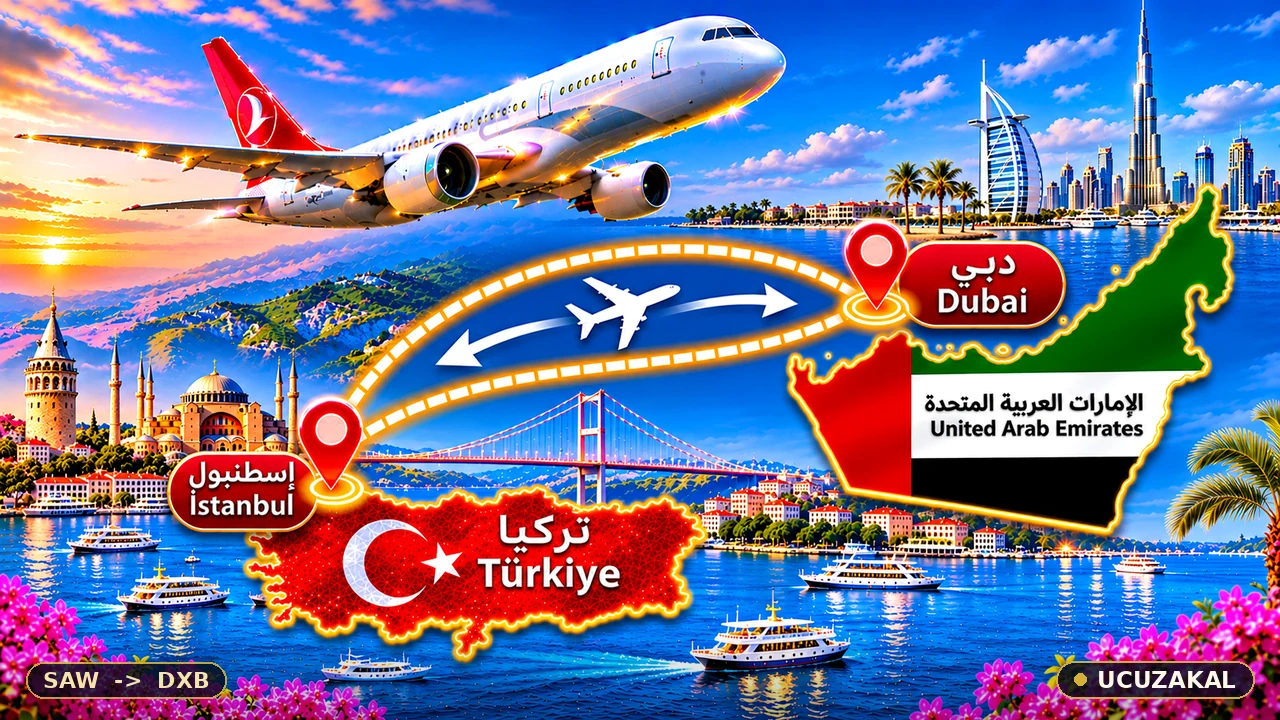 دبي
Dubai
الإمارات العربية المتحدة
United Arab Emirates
إسطنبول
İstanbul
تركيا
Türkiye
SAW -> DXB
UCUZAKAL